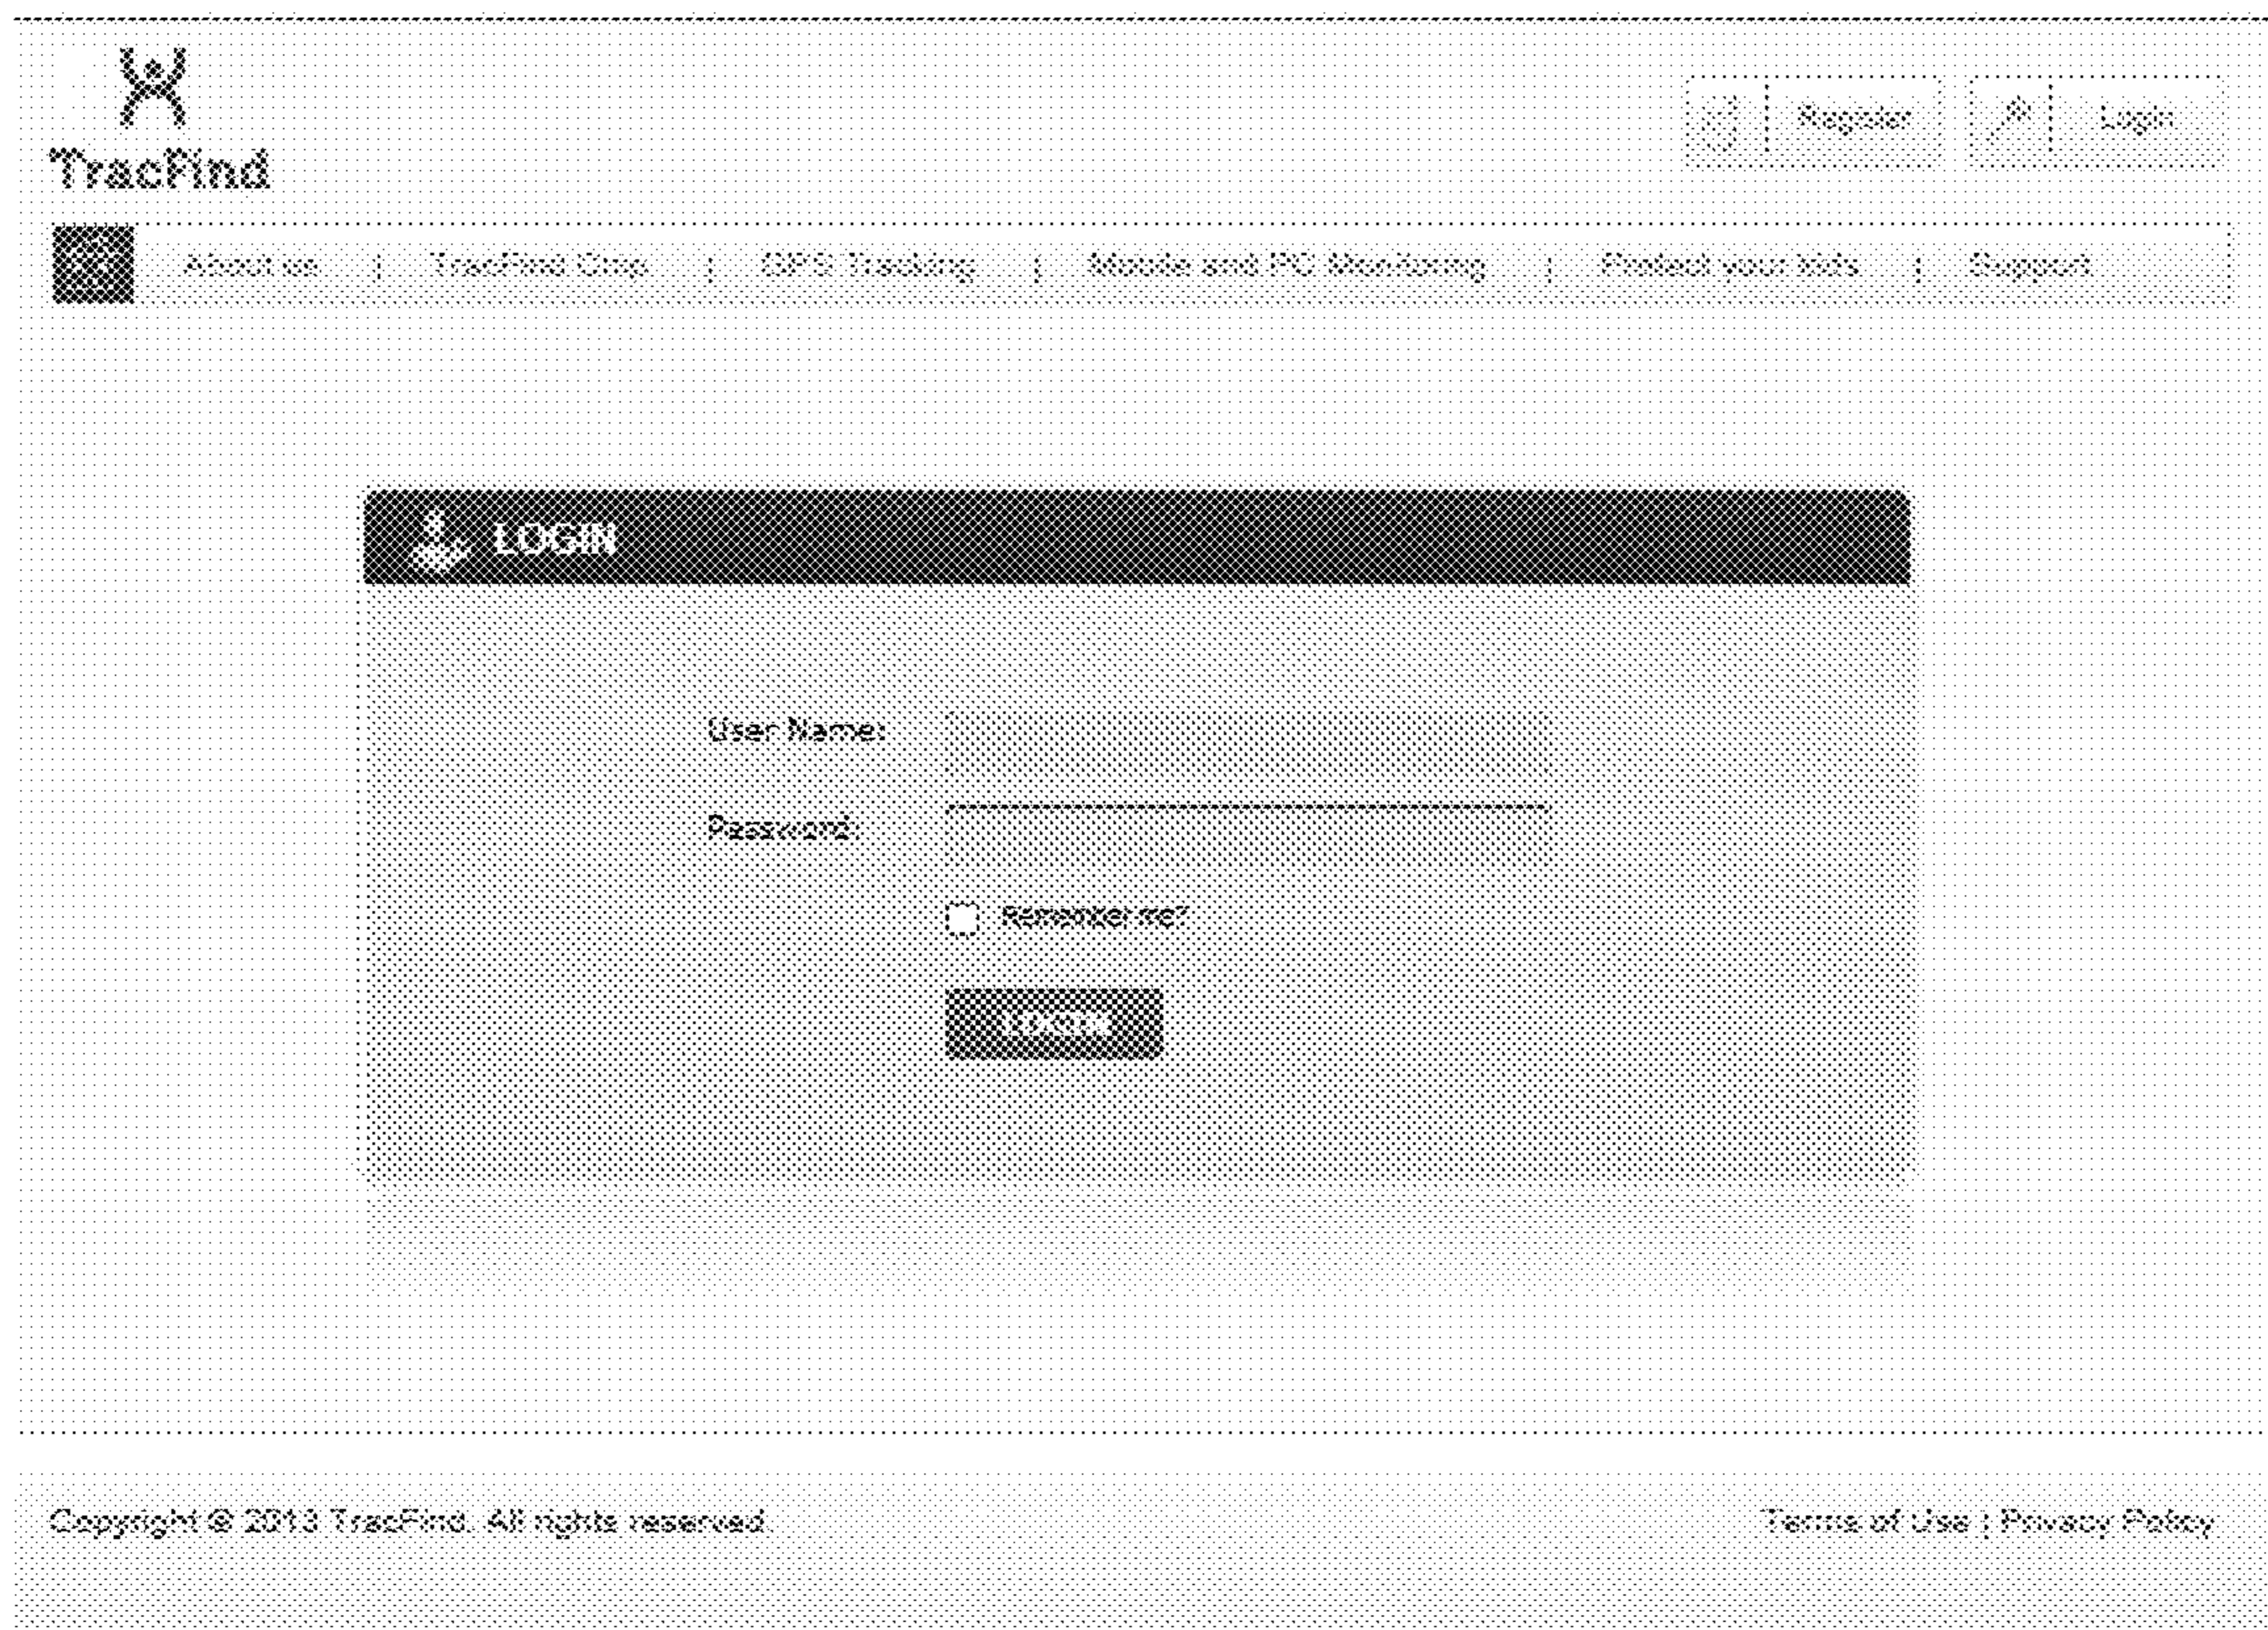 TracFind
Register
Login
About us | TracFind Chip | GPS Tracking | Mobile and PC Monitoring | Protect your kids | Support
LOGIN
User Name:
Password:
Remember me?
LOGIN
Copyright © 2013 TracFind. All rights reserved.
Terms of Use | Privacy Policy